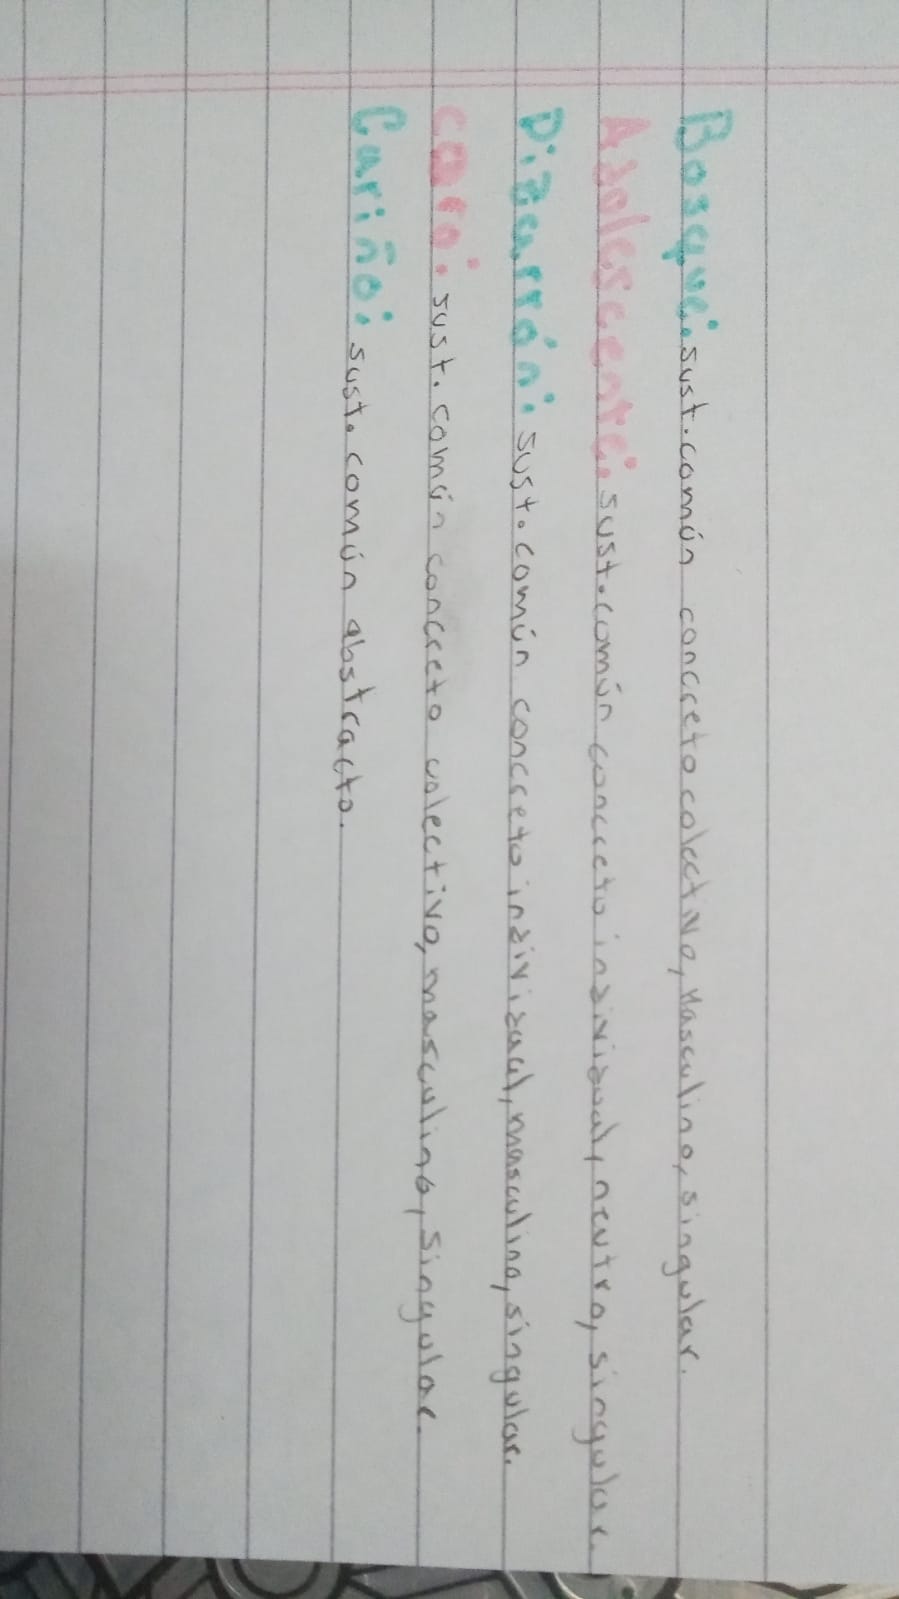 Bosque: sust. común concreto colectivo, Masculino, singular.
Adolescente: sust. común concreto individual, neutro, singular.
Pizarrón: sust. común concreto individual, masculino, singular.
Coro: sust. común concreto colectivo, masculino, singular.
Cariño: sust. común abstracto.